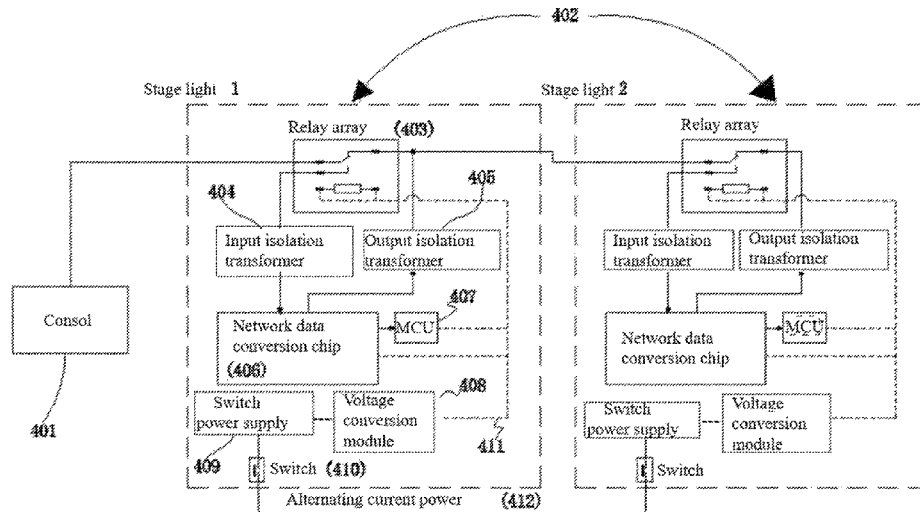 402
Stage light 1
Stage light 2
Relay array
(403)
Relay array
404
405
Input isolation
transformer
Output isolation
transformer
Input isolation
transformer
Output isolation
transformer
Consol
401
Network data
conversion chip
(406)
MCU
407
Network data
conversion chip
MCU
408
Switch
power supply
Voltage
conversion
module
411
Switch
power supply
Voltage
conversion
module
409
Switch (410)
Switch
Alternating current power (412)